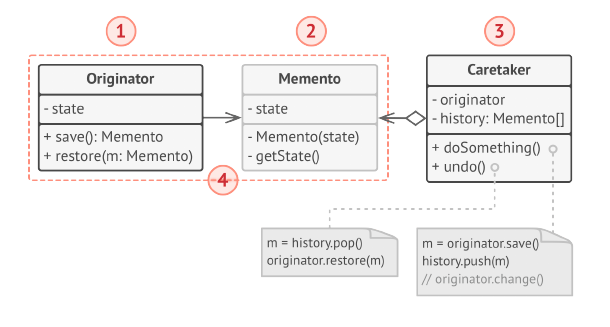 1
2
3
Originator
- state
+ save(): Memento
+ restore(m: Memento)
Memento
- state
- Memento(state)
- getState()
Caretaker
- originator
- history: Memento[]
+ doSomething()
+ undo()
4
m = history.pop()
originator.restore(m)
m = originator.save()
history.push(m)
// originator.change()